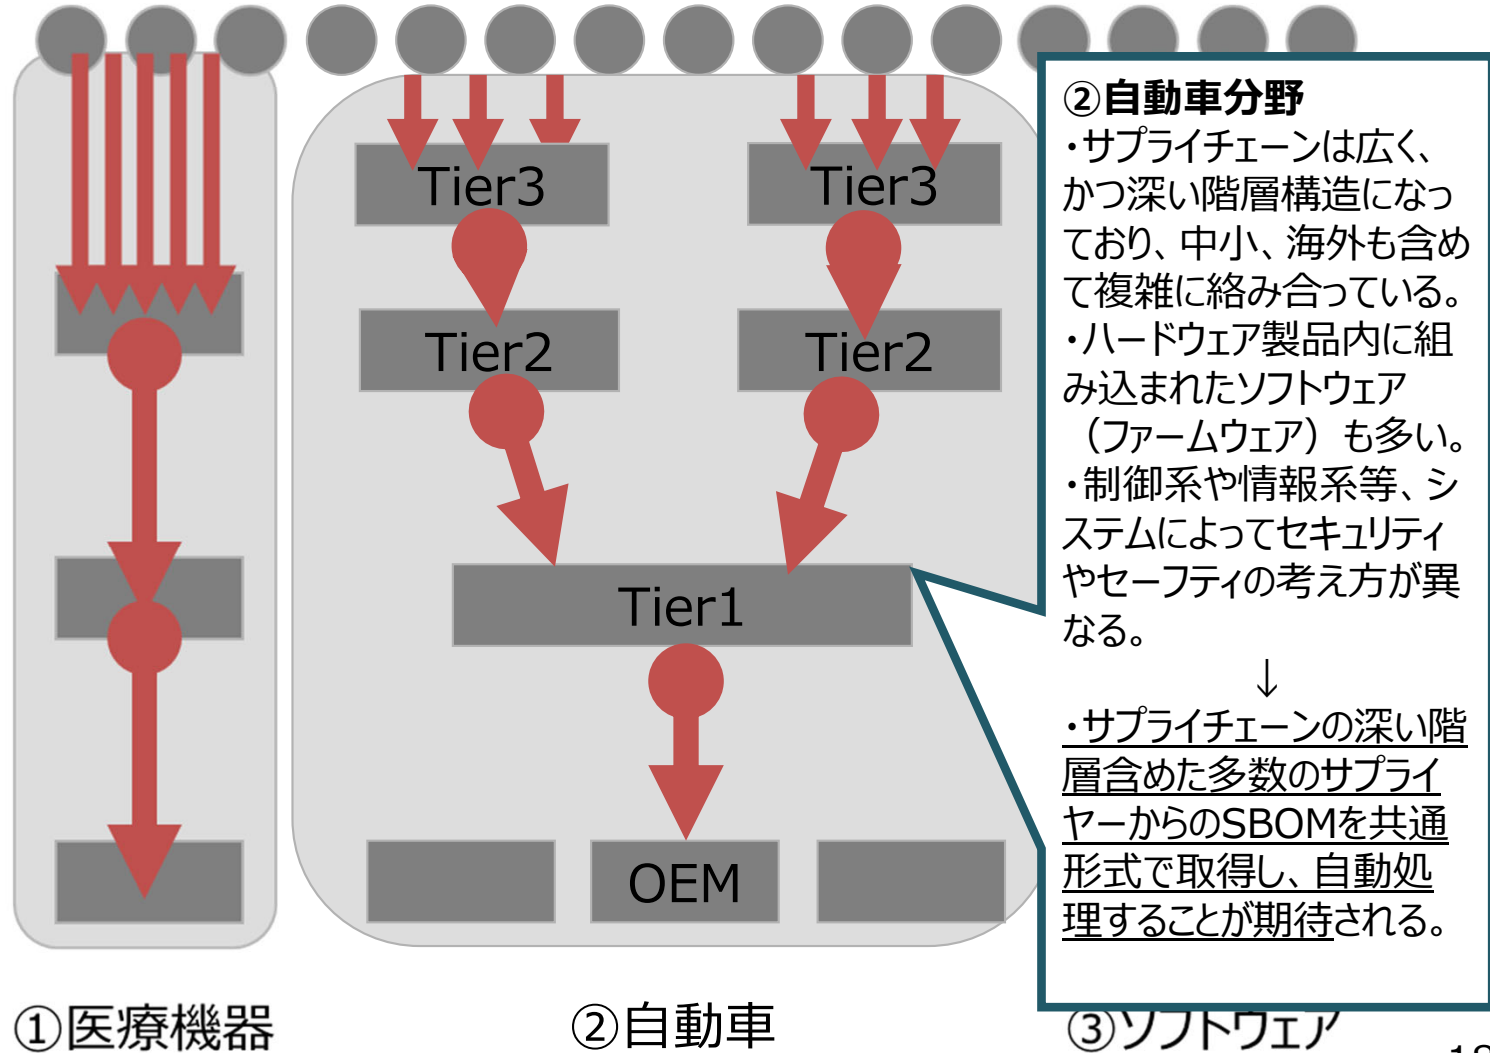 Tier3
Tier3
Tier2
Tier2
Tier1
OEM
②自動車分野
・サプライチェーンは広く、
かつ深い階層構造になっ
ており、中小、海外も含め
て複雑に絡み合っている。
・ハードウェア製品内に組
み込まれたソフトウェア
（ファームウェア）も多い。
・制御系や情報系等、シ
ステムによってセキュリティ
やセーフティの考え方が異
なる。
↓
・サプライチェーンの深い階
層含めた多数のサプライ
ヤーからのSBOMを共通
形式で取得し、自動処
理することが期待される。
①医療機器
②自動車
③ソフトウェア